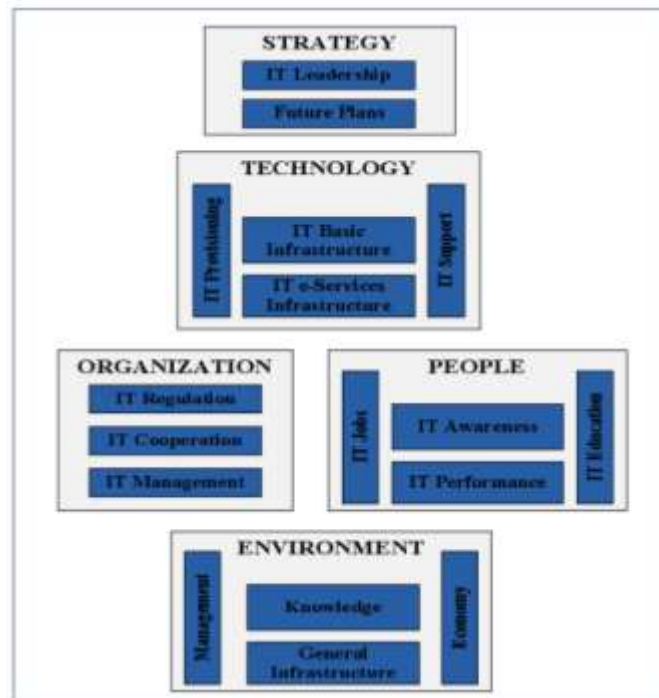 STRATEGY
IT Leadership
Future Plans
TECHNOLOGY
IT Provisioning
IT Basic
Infrastructure
IT e-Services
Infrastructure
IT Support
ORGANIZATION
IT Regulation
IT Cooperation
IT Management
PEOPLE
IT Jobs
IT Awareness
IT Performance
IT Education
ENVIRONMENT
Management
Knowledge
General
Infrastructure
Economy